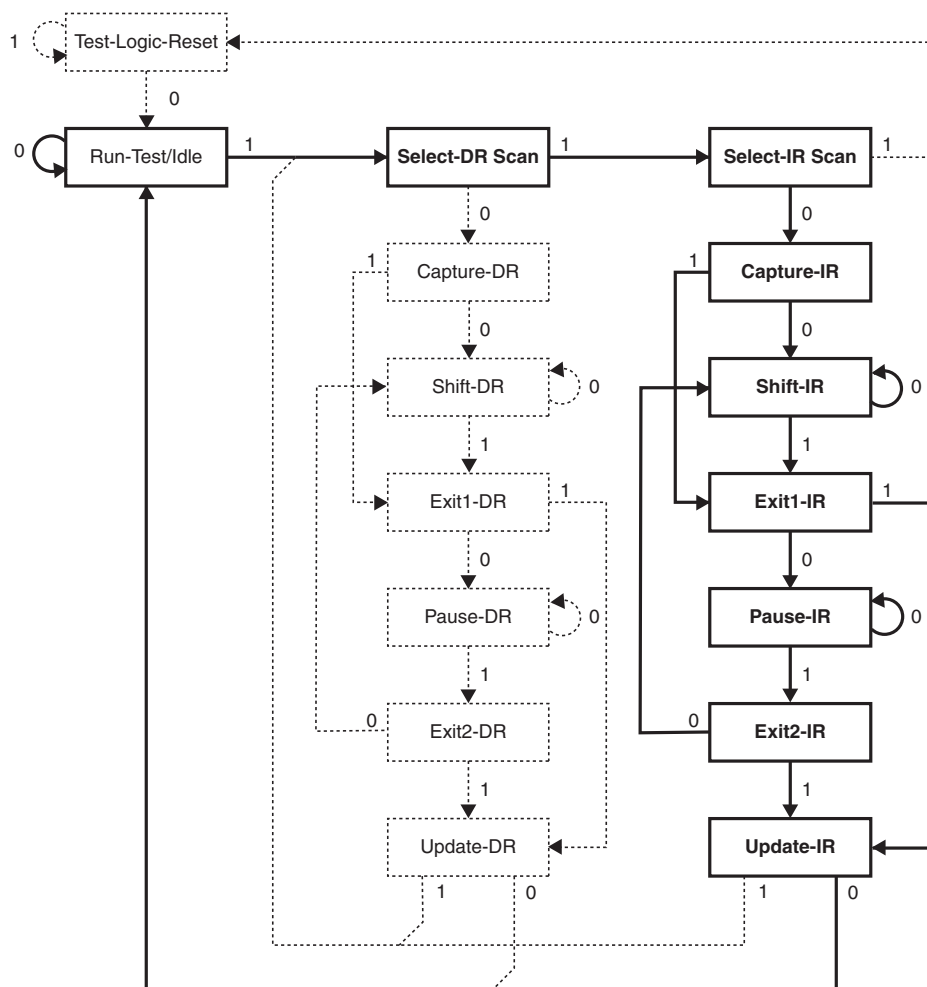 1 Test-Logic-Reset
0
0 Run-Test/Idle 1 Select-DR Scan 1 Select-IR Scan 1
0 0
1 Capture-DR 1 Capture-IR
0 0
Shift-DR 0 Shift-IR 0
1 1
Exit1-DR 1 Exit1-IR 1
0 0
Pause-DR 0 Pause-IR 0
1 1
0 Exit2-DR 0 Exit2-IR
1 1
Update-DR Update-IR
1 0 1 0